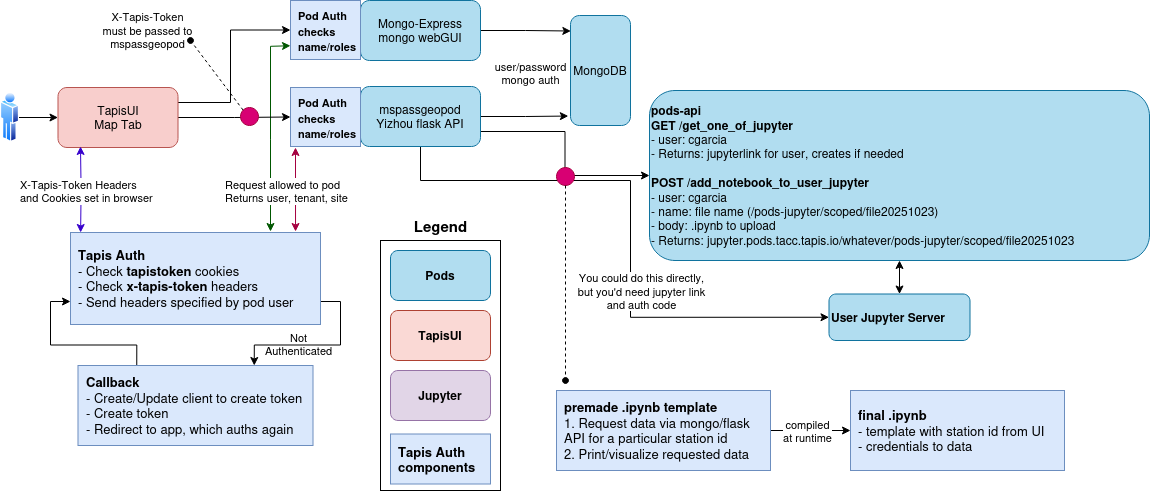 X-Tapis-Token
must be passed to
mspassgeopod
Pod Auth
checks
name/roles
Mongo-Express
mongo webGUI
user/password
mongo auth
MongoDB
TapisUI
Map Tab
Pod Auth
checks
name/roles
mspassgeopod
Yizhou flask API
pods-api
GET /get_one_of_jupyter
- user: cgarcia
- Returns: jupyterlink for user, creates if needed
POST /add_notebook_to_user_jupyter
- user: cgarcia
- name: file name (/pods-jupyter/scoped/file20251023)
- body: .ipynb to upload
- Returns: jupyter.pods.tacc.tapis.io/whatever/pods-jupyter/scoped/file20251023
X-Tapis-Token Headers
and Cookies set in browser
Request allowed to pod
Returns user, tenant, site
Tapis Auth
- Check tapistoken cookies
- Check x-tapis-token headers
- Send headers specified by pod user
Not
Authenticated
Callback
- Create/Update client to create token
- Create token
- Redirect to app, which auths again
Legend
Pods
TapisUI
Jupyter
Tapis Auth
components
You could do this directly,
but you'd need jupyter link
and auth code
User Jupyter Server
premade .ipynb template
1. Request data via mongo/flask
API for a particular station id
2. Print/visualize requested data
compiled
at runtime
final .ipynb
- template with station id from UI
- credentials to data